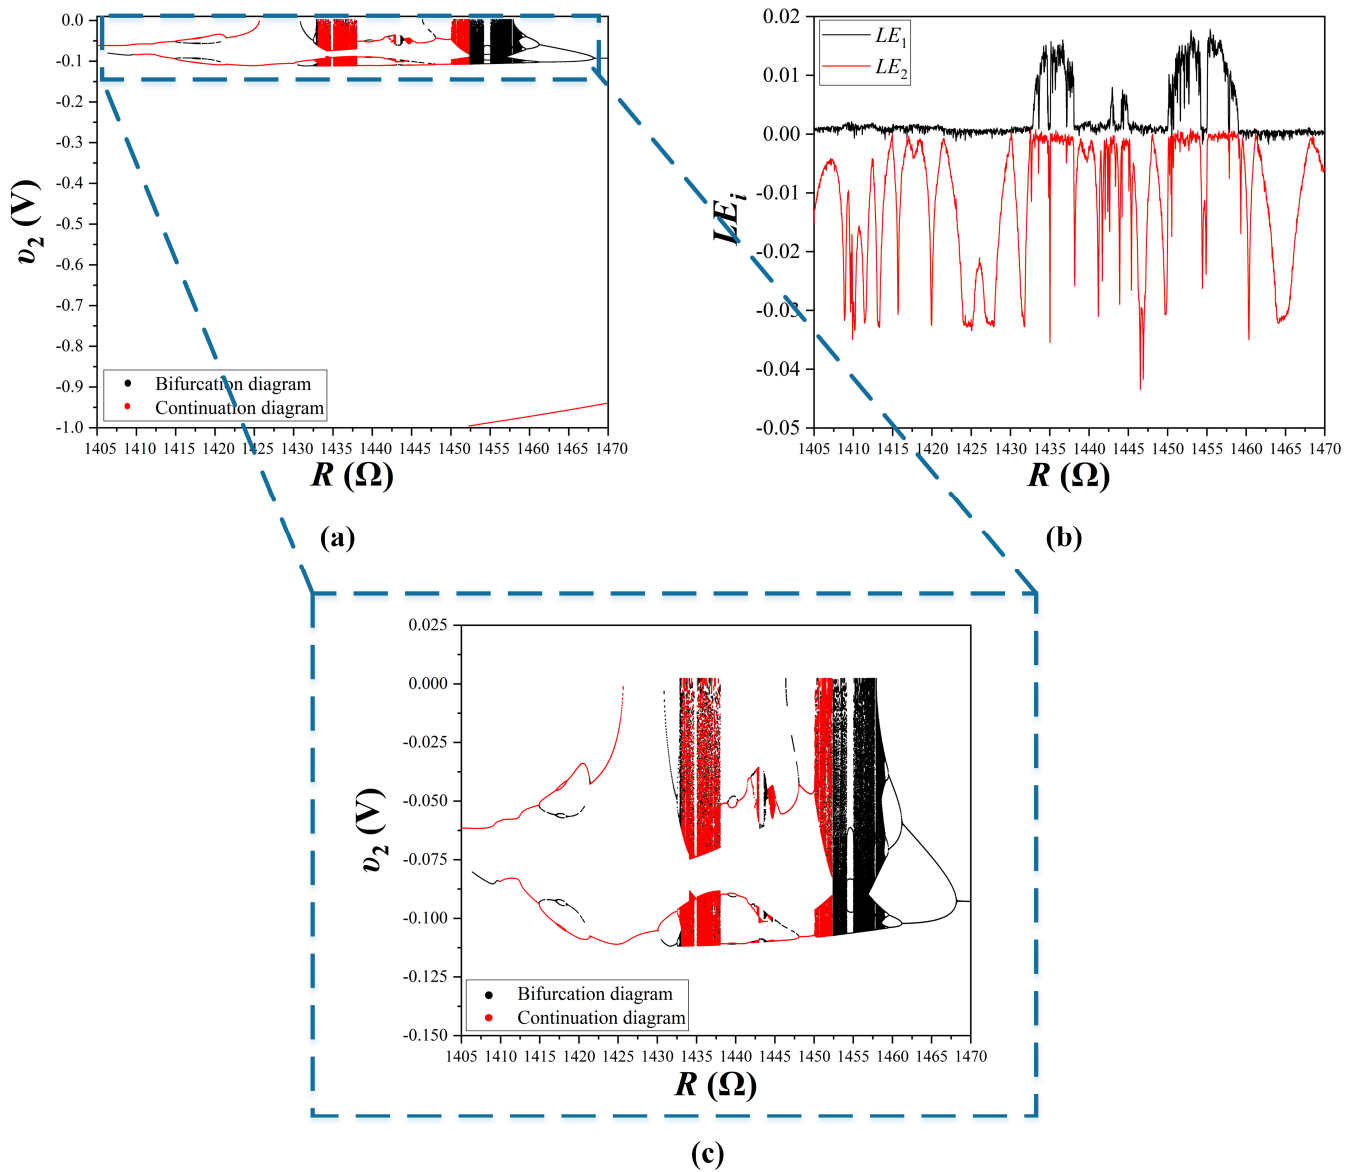 0.0
-0.1
-0.2
-0.3
-0.4
-0.5
-0.6
-0.7
-0.8
-0.9
-1.0
υ2 (V)
Bifurcation diagram
Continuation diagram
1405 1410 1415 1420 1425 1430 1435 1440 1445 1450 1455 1460 1465 1470
R (Ω)
(a)
0.02
0.01
0.00
-0.01
-0.02
-0.03
-0.04
-0.05
LEi
LE1
LE2
1405 1410 1415 1420 1425 1430 1435 1440 1445 1450 1455 1460 1465 1470
R (Ω)
(b)
0.025
0.000
-0.025
-0.050
-0.075
-0.100
-0.125
-0.150
υ2 (V)
Bifurcation diagram
Continuation diagram
1405 1410 1415 1420 1425 1430 1435 1440 1445 1450 1455 1460 1465 1470
R (Ω)
(c)